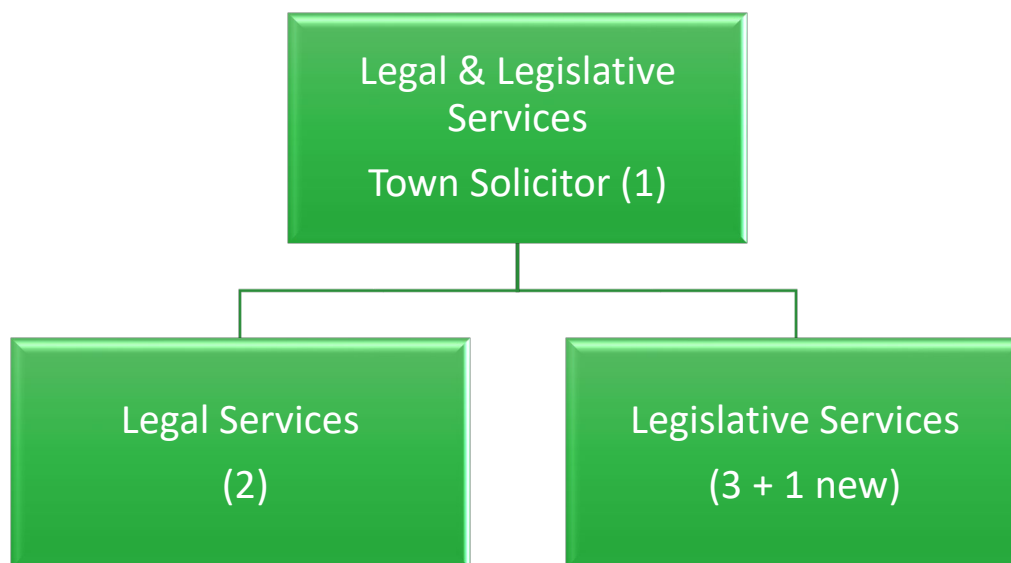 Legal & Legislative
Services
Town Solicitor (1)
Legal Services
(2)
Legislative Services
(3 + 1 new)